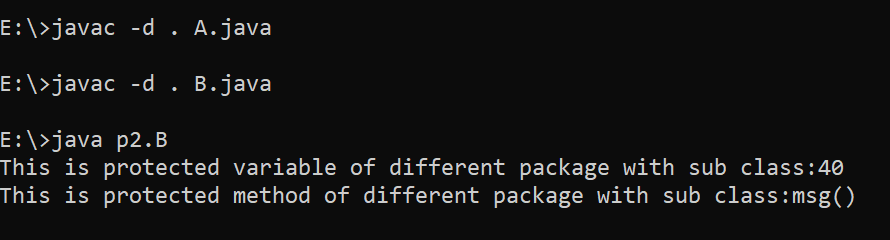 E:\>javac -d . A.java
E:\>javac -d . B.java
E:\>java p2.B
This is protected variable of different package with sub class:40
This is protected method of different package with sub class:msg()